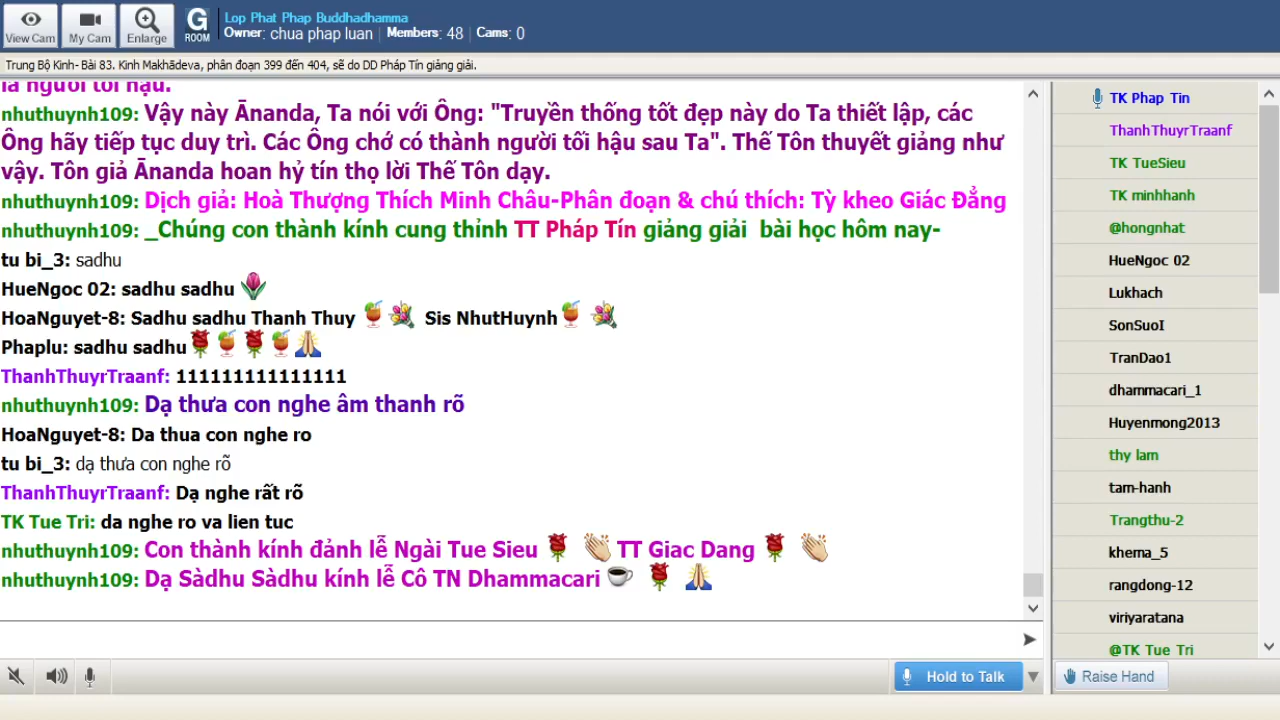 View Cam
My Cam
Enlarge
G
ROOM
Lop Phat Phap Buddhadhamma
Owner: chua phap luan | Members: 48 | Cams: 0
Trung Bộ Kinh- Bài 83. Kinh Makhādeva, phân đoạn 399 đến 404, sẽ do DD Pháp Tín giảng giải.
là người tối hậu.
nhuthuynh109: Vậy này Ānanda, Ta nói với Ông: "Truyền thống tốt đẹp này do Ta thiết lập, các
Ông hãy tiếp tục duy trì. Các Ông chớ có thành người tối hậu sau Ta". Thế Tôn thuyết giảng như
vậy. Tôn giả Ānanda hoan hỷ tín thọ lời Thế Tôn dạy.
nhuthuynh109: Dịch giả: Hoà Thượng Thích Minh Châu-Phân đoạn & chú thích: Tỳ kheo Giác Đẳng
nhuthuynh109: _Chúng con thành kính cung thỉnh TT Pháp Tín giảng giải bài học hôm nay-
tu bi_3: sadhu
HueNgoc 02: sadhu sadhu
HoaNguyet-8: Sadhu sadhu Thanh Thuy Sis NhutHuynh
Phaplu: sadhu sadhu
ThanhThuyrTraanf: 111111111111111
nhuthuynh109: Dạ thưa con nghe âm thanh rõ
HoaNguyet-8: Da thua con nghe ro
tu bi_3: dạ thưa con nghe rõ
ThanhThuyrTraanf: Dạ nghe rất rõ
TK Tue Tri: da nghe ro va lien tuc
nhuthuynh109: Con thành kính đảnh lễ Ngài Tue Sieu TT Giac Dang
nhuthuynh109: Dạ Sàdhu Sàdhu kính lễ Cô TN Dhammacari
Hold to Talk
TK Phap Tin
ThanhThuyrTraanf
TK TueSieu
TK minhhanh
@hongnhat
HueNgoc 02
Lukhach
SonSuoI
TranDao1
dhammacari_1
Huyenmong2013
thy lam
tam-hanh
Trangthu-2
khema_5
rangdong-12
viriyaratana
@TK Tue Tri
Raise Hand